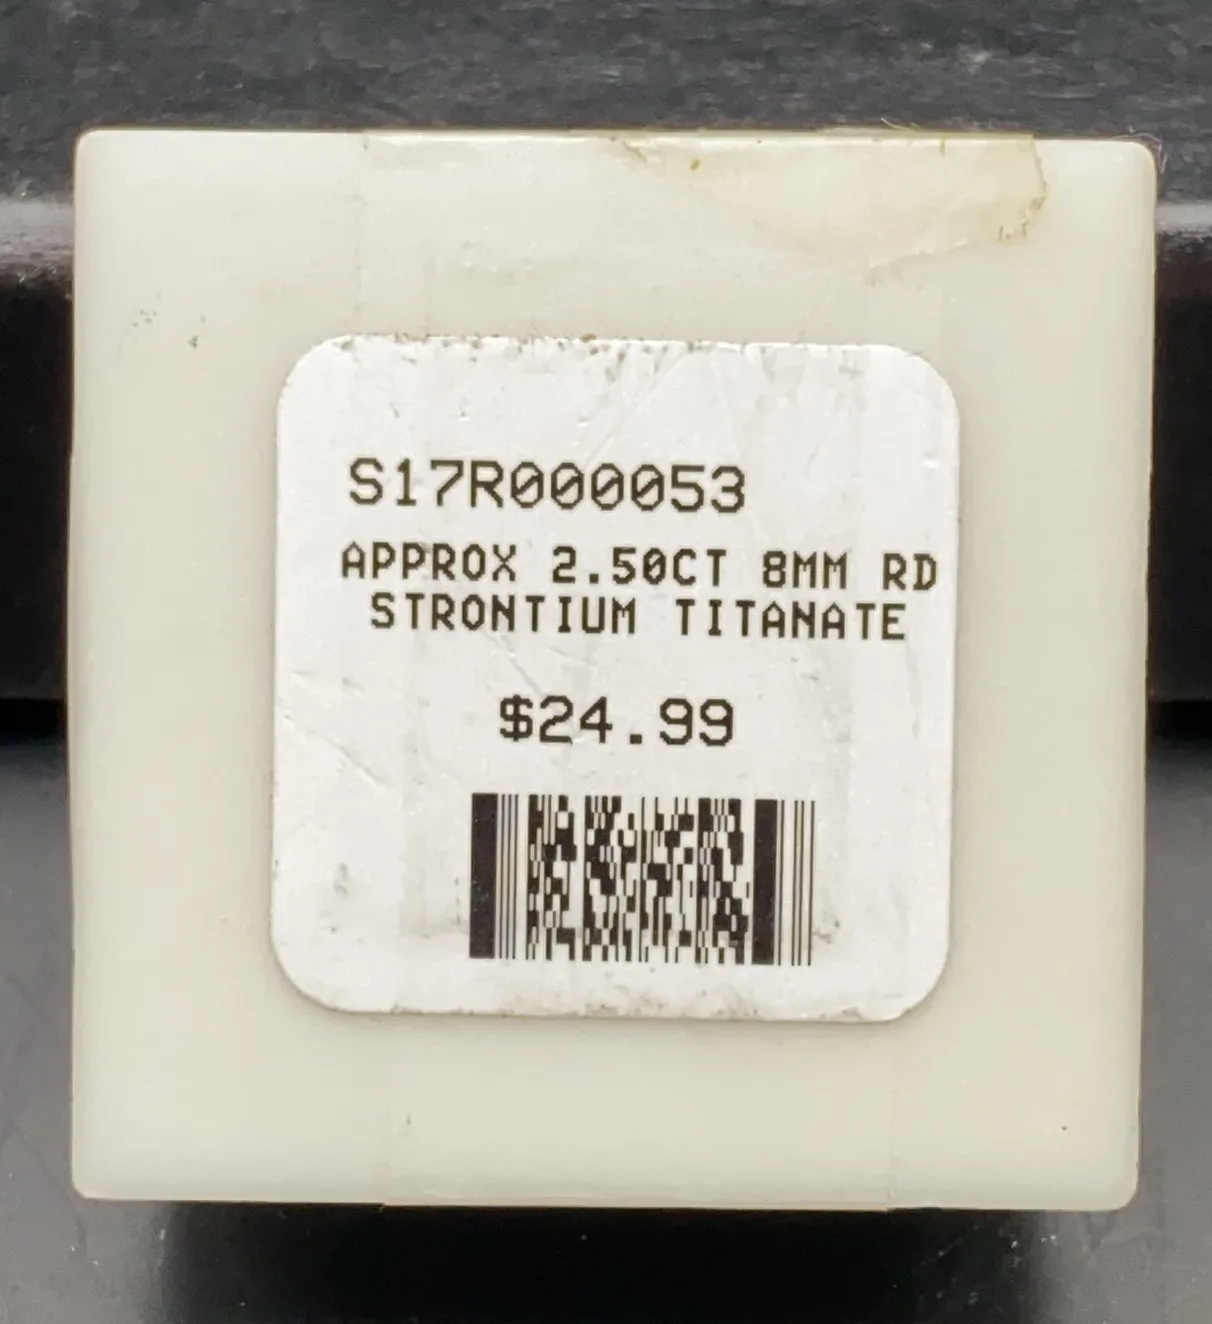 S17R000053
APPROX 2.50CT 8MM RD
STRONTIUM TITANATE
$24.99